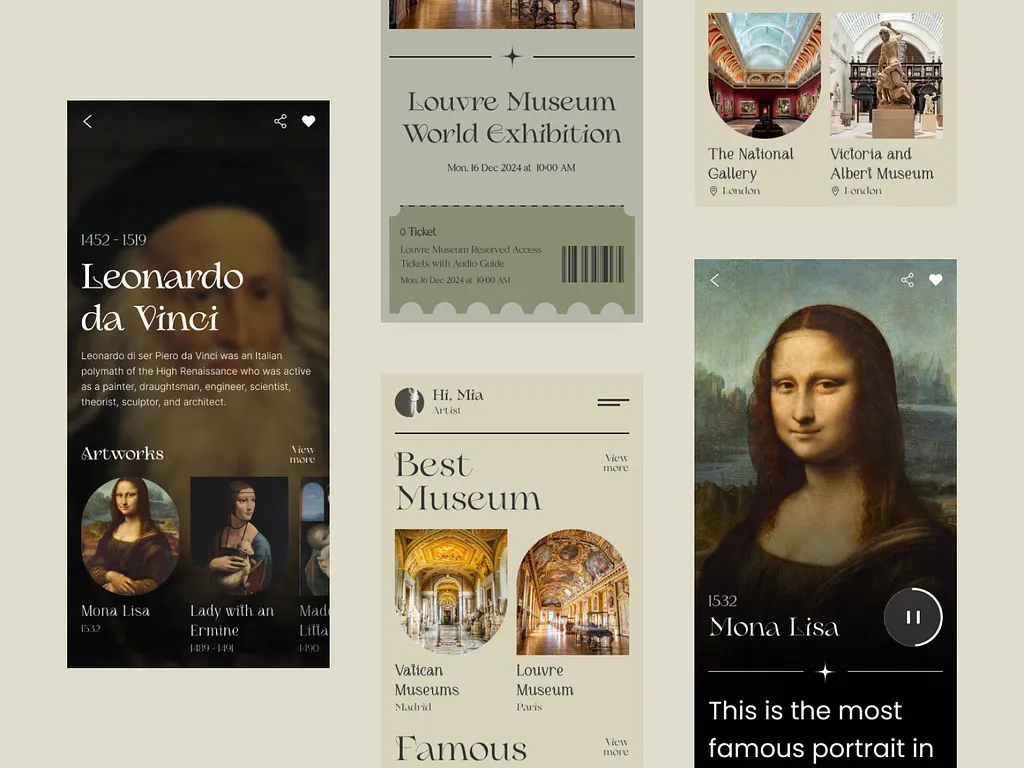 1452 - 1519
Leonardo
da Vinci
Leonardo di ser Piero da Vinci was an Italian
polymath of the High Renaissance who was active
as a painter, draughtsman, engineer, scientist,
theorist, sculptor, and architect.
Artworks
View
more
Mona Lisa
1532
Lady with an
Ermine
1489 - 1491
Mado
Litta
1490
Louvre Museum
World Exhibition
Mon, 16 Dec 2024 at 10:00 AM
0 Ticket
Louvre Museum Reserved Access
Tickets with Audio Guide
Mon, 16 Dec 2024 at 10:00 AM
Hi, Mia
Artist
Best
Museum
View
more
Vatican
Museums
Madrid
Louvre
Museum
Paris
Famous
View
more
The National
Gallery
London
Victoria and
Albert Museum
London
1532
Mona Lisa
This is the most
famous portrait in